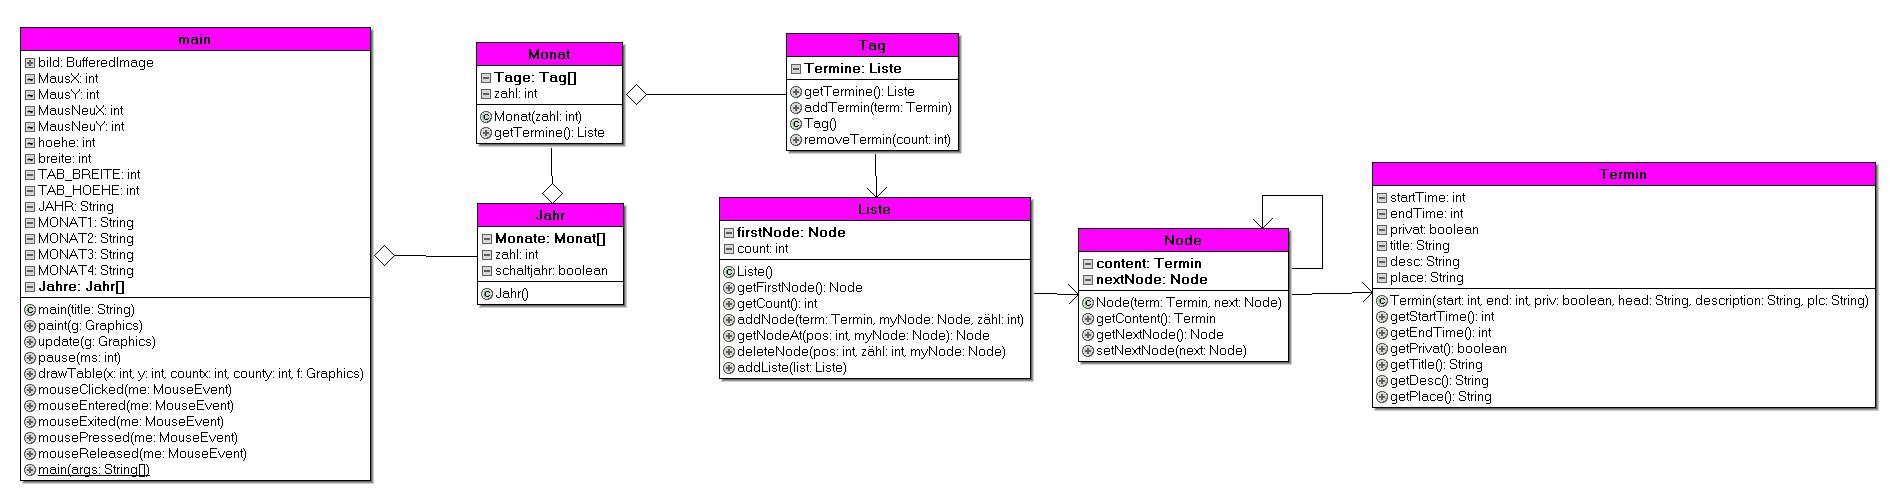 main
bild: BufferedImage
MausX: int
MausY: int
MausNeuX: int
MausNeuY: int
hoehe: int
breite: int
TAB_BREITE: int
TAB_HOEHE: int
JAHR: String
MONAT1: String
MONAT2: String
MONAT3: String
MONAT4: String
Jahre: Jahr[]
main(title: String)
paint(g: Graphics)
update(g: Graphics)
pause(ms: int)
drawTable(x: int, y: int, countx: int, county: int, f: Graphics)
mouseClicked(me: MouseEvent)
mouseEntered(me: MouseEvent)
mouseExited(me: MouseEvent)
mousePressed(me: MouseEvent)
mouseReleased(me: MouseEvent)
main(args: String[])
Monat
Tage: Tag[]
zahl: int
Monat(zahl: int)
getTermine(): Liste
Jahr
Monate: Monat[]
zahl: int
schaltjahr: boolean
Jahr()
Tag
Termine: Liste
getTermine(): Liste
addTermin(term: Termin)
Tag()
removeTermin(count: int)
Liste
firstNode: Node
count: int
Liste()
getFirstNode(): Node
getCount(): int
addNode(term: Termin, myNode: Node, zähl: int)
getNodeAt(pos: int, myNode: Node): Node
deleteNode(pos: int, zähl: int, myNode: Node)
addListe(list: Liste)
Node
content: Termin
nextNode: Node
Node(term: Termin, next: Node)
getContent(): Termin
getNextNode(): Node
setNextNode(next: Node)
Termin
startTime: int
endTime: int
privat: boolean
title: String
desc: String
place: String
Termin(start: int, end: int, priv: boolean, head: String, description: String, plc: String)
getStartTime(): int
getEndTime(): int
getPrivat(): boolean
getTitle(): String
getDesc(): String
getPlace(): String